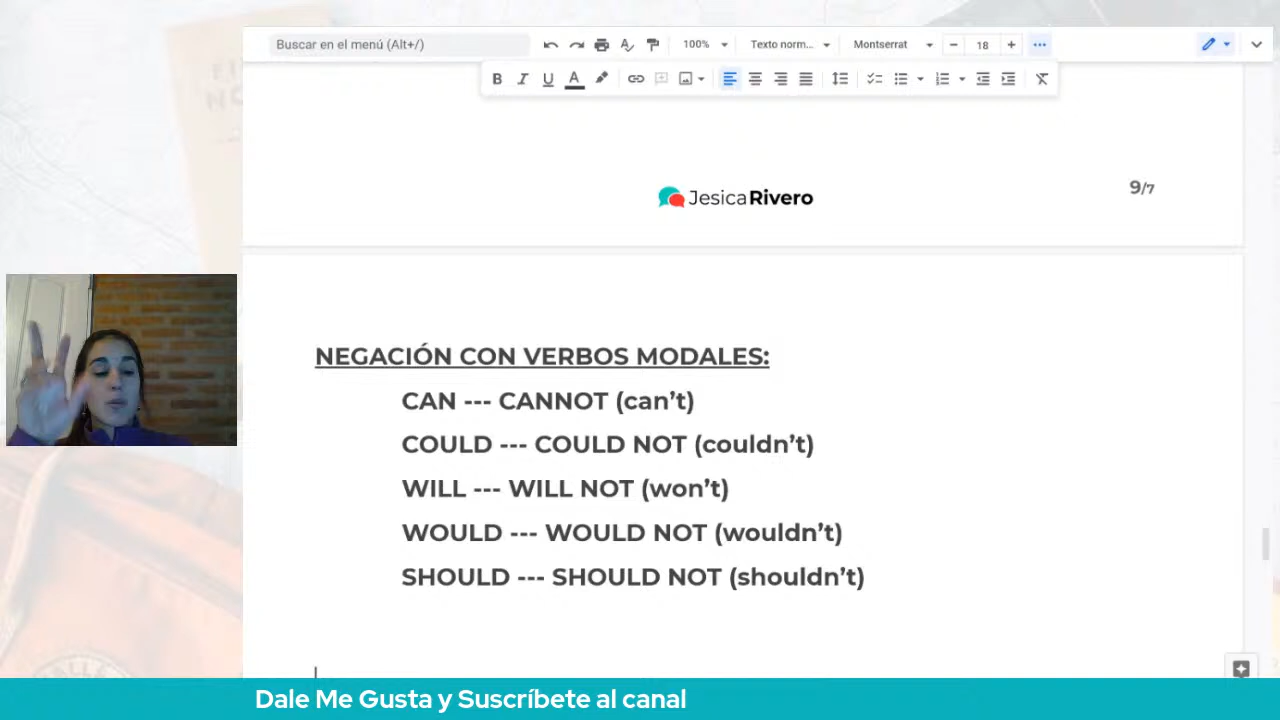 Buscar en el menú (Alt+/)
100%
Texto norm...
Montserrat
18
B I U A
JesicaRivero
9/7
NEGACIÓN CON VERBOS MODALES:
CAN --- CANNOT (can’t)
COULD --- COULD NOT (couldn’t)
WILL --- WILL NOT (won’t)
WOULD --- WOULD NOT (wouldn’t)
SHOULD --- SHOULD NOT (shouldn’t)
Dale Me Gusta y Suscríbete al canal